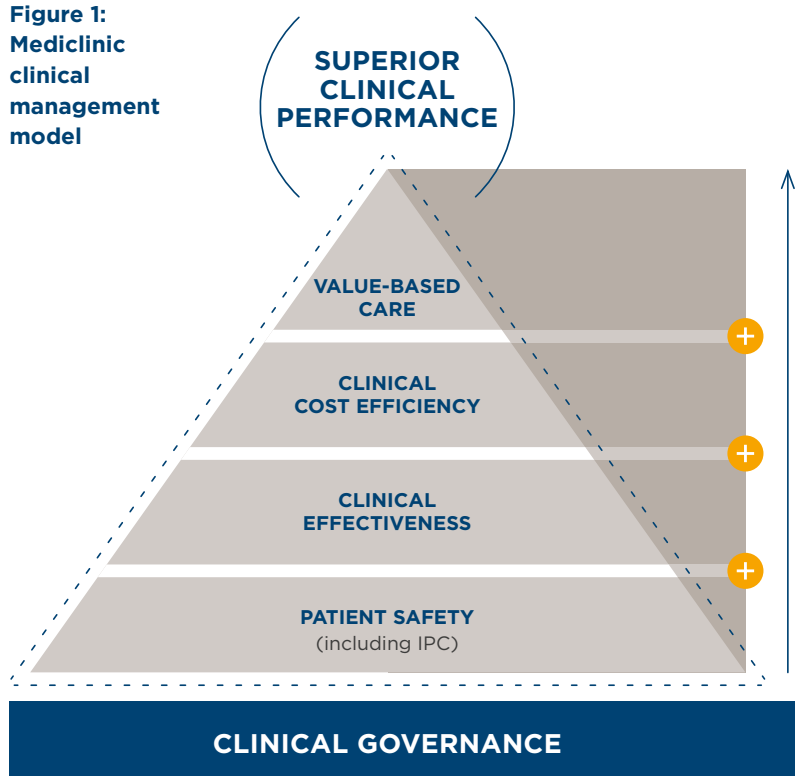 Figure 1:
Mediclinic
clinical
management
model
SUPERIOR
CLINICAL
PERFORMANCE
VALUE-BASED
CARE
+
CLINICAL
COST EFFICIENCY
+
CLINICAL
EFFECTIVENESS
+
PATIENT SAFETY
(including IPC)
CLINICAL GOVERNANCE